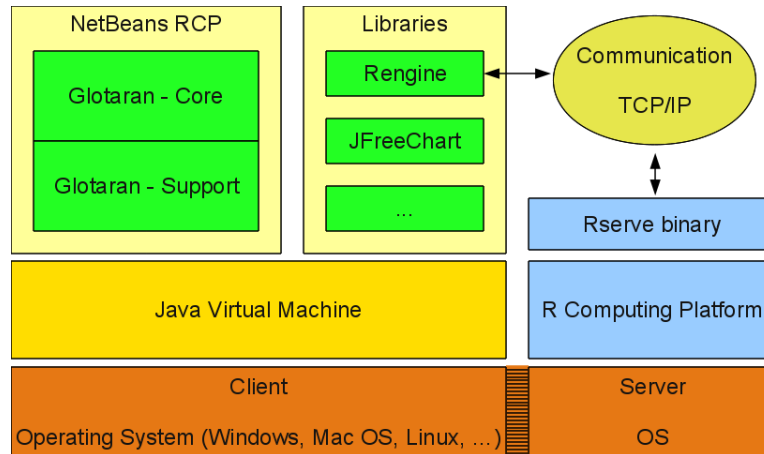 NetBeans RCP
Glotaran - Core
Glotaran - Support
Libraries
Rengine
JFreeChart
...
Communication
TCP/IP
Rserve binary
Java Virtual Machine
R Computing Platform
Client
Operating System (Windows, Mac OS, Linux, ...)
Server
OS